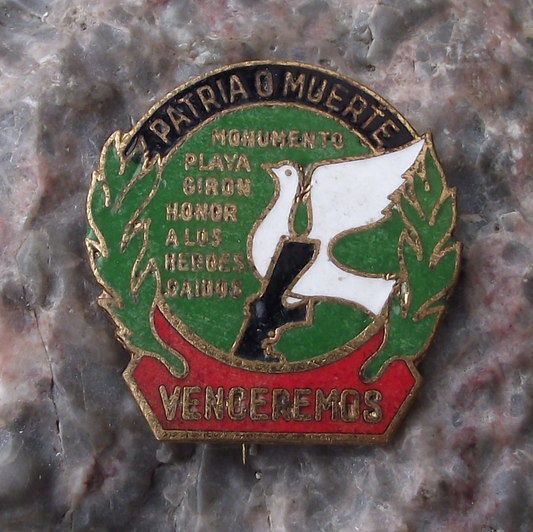 PATRIA O MUERTE
MONUMENTO
PLAYA
GIRON
HONOR
A LOS
HEROES
CAIDOS
VENCEREMOS